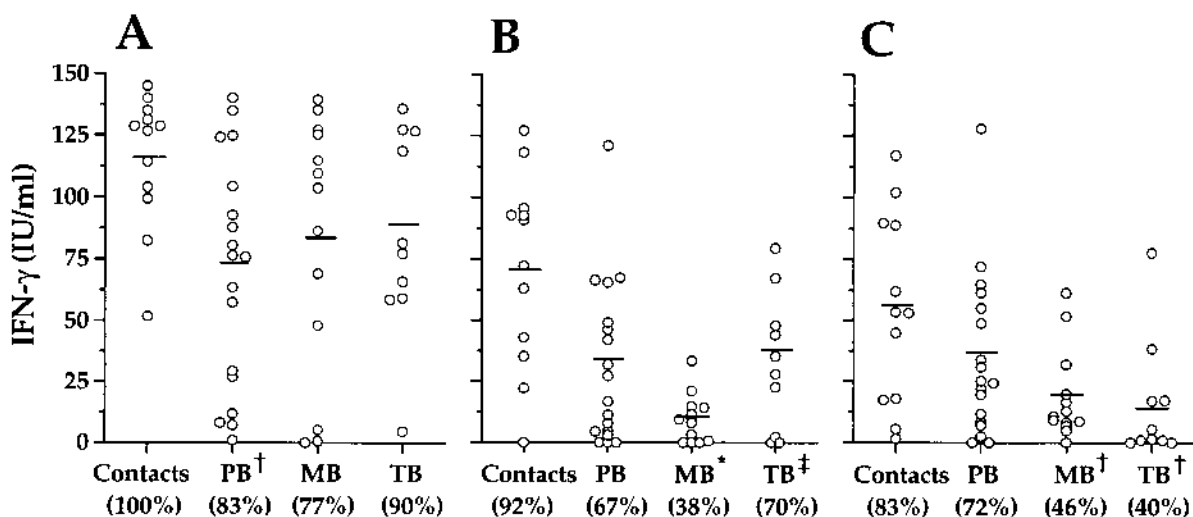 A B C
IFN-γ (IU/ml)
150
125
100
75
50
25
0
Contacts PB† MB TB Contacts PB MB* TB‡ Contacts PB MB† TB†
(100%) (83%) (77%) (90%) (92%) (67%) (38%) (70%) (83%) (72%) (46%) (40%)